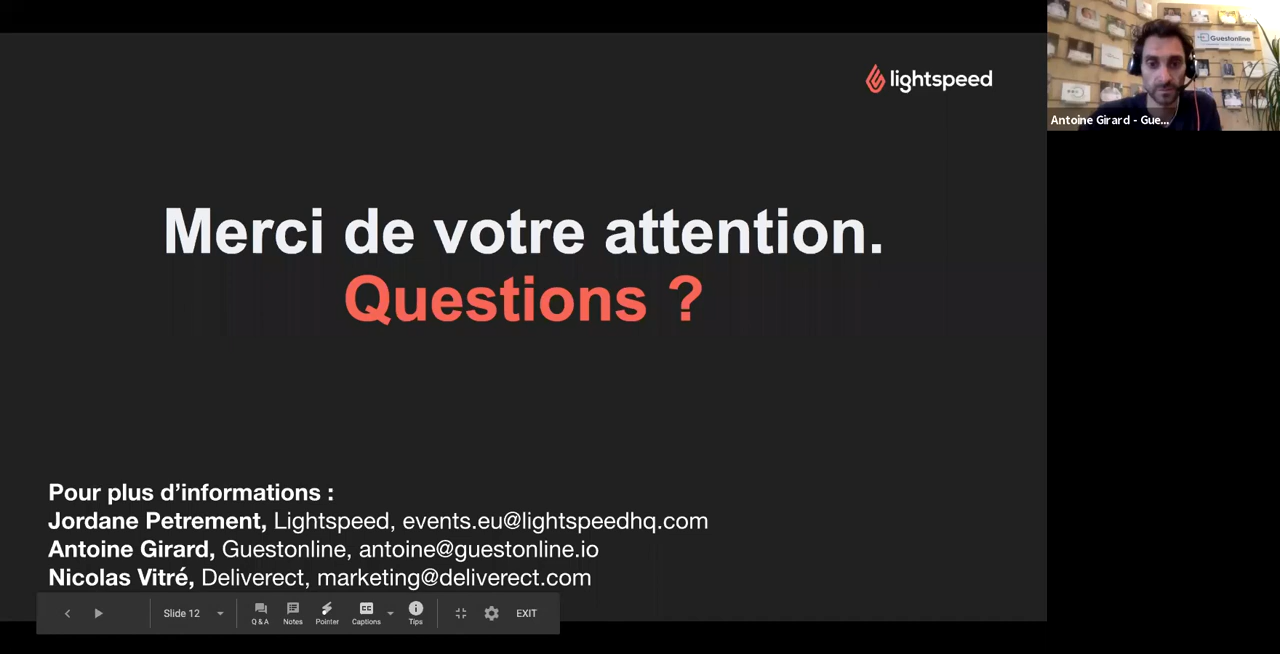 lightspeed
Guestonline
Antoine Girard - Gue...
Merci de votre attention.
Questions ?
Pour plus d’informations :
Jordane Petrement, Lightspeed, events.eu@lightspeedhq.com
Antoine Girard, Guestonline, antoine@guestonline.io
Nicolas Vitré, Deliverect, marketing@deliverect.com
Slide 12
Q & A
Notes
Pointer
Captions
Tips
EXIT